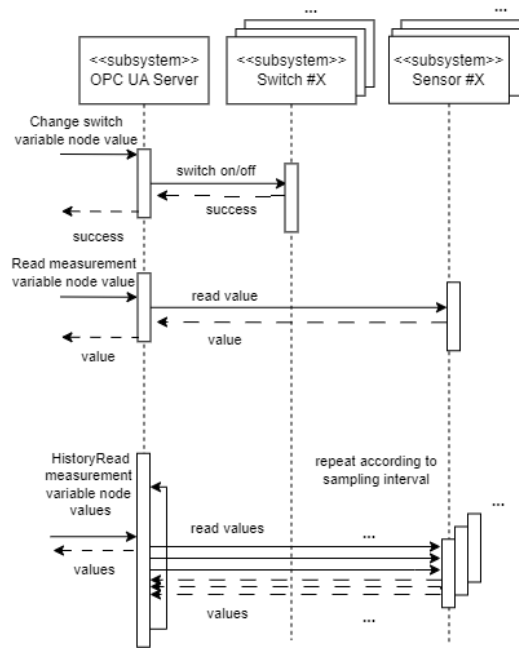 ...
...
<<subsystem>>
OPC UA Server
<<subsystem>>
Switch #X
<<subsystem>>
Sensor #X
Change switch
variable node value
switch on/off
success
success
Read measurement
variable node value
read value
value
value
HistoryRead
measurement
variable node
values
repeat according to
sampling interval
...
read values
...
values
values
...